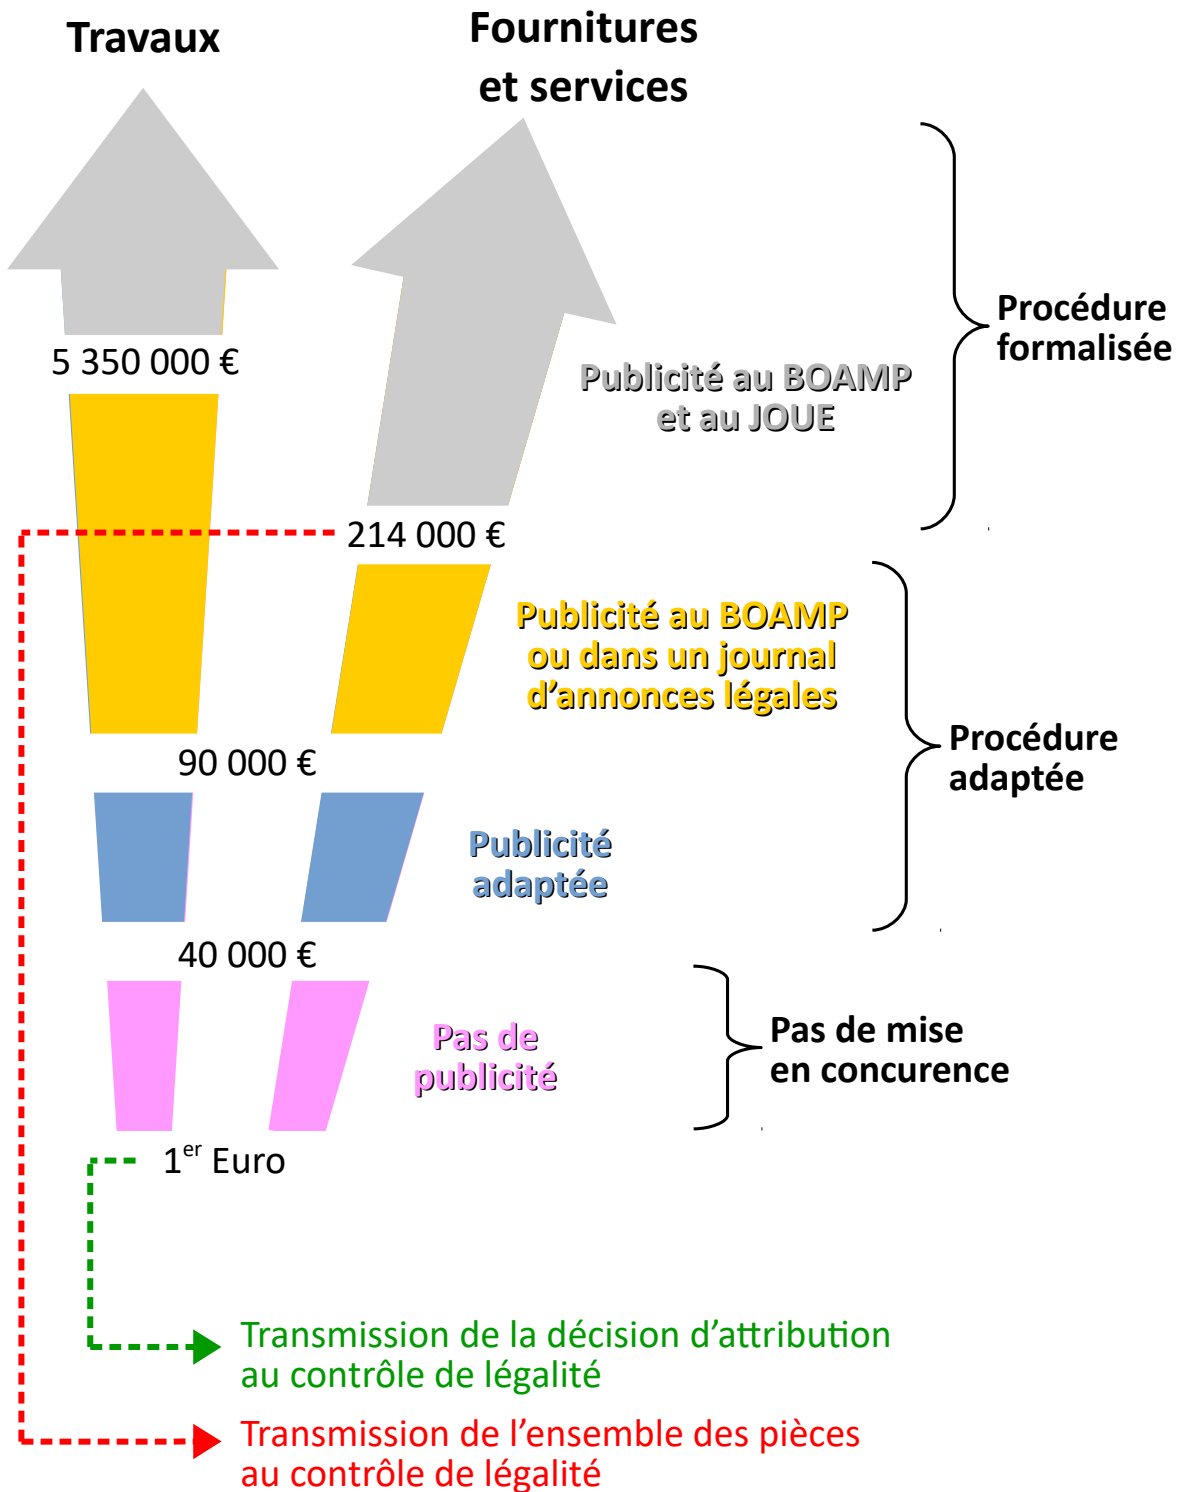 Travaux
Fournitures
et services
Procédure
formalisée
5 350 000 €
Publicité au BOAMP
et au JOUE
214 000 €
Publicité au BOAMP
ou dans un journal
d’annonces légales
Procédure
adaptée
90 000 €
Publicité
adaptée
40 000 €
Pas de
publicité
Pas de mise
en concurence
1er Euro
Transmission de la décision d’attribution
au contrôle de légalité
Transmission de l’ensemble des pièces
au contrôle de légalité